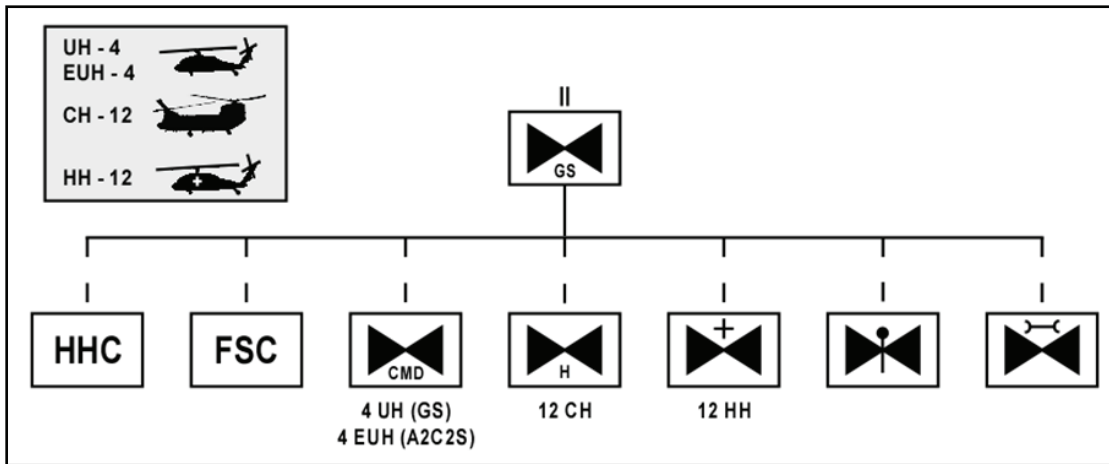 UH - 4
EUH - 4
CH - 12
HH - 12
GS
HHC
FSC
CMD
H
4 UH (GS)
4 EUH (A2C2S)
12 CH
12 HH